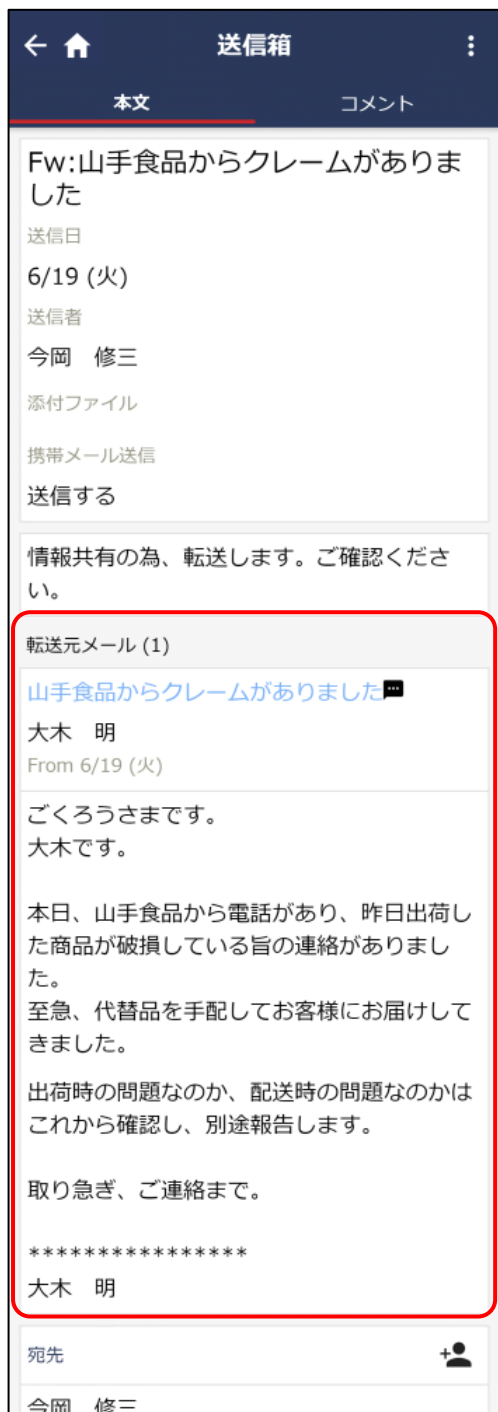 送信箱
本文 コメント
Fw:山手食品からクレームがありま
した
送信日
6/19 (火)
送信者
今岡　修三
添付ファイル
携帯メール送信
送信する
情報共有の為、転送します。ご確認くださ
い。
転送元メール (1)
山手食品からクレームがありました
大木　明
From 6/19 (火)
ごくろうさまです。
大木です。
本日、山手食品から電話があり、昨日出荷し
た商品が破損している旨の連絡がありまし
た。
至急、代替品を手配してお客様にお届けして
きました。
出荷時の問題なのか、配送時の問題なのかは
これから確認し、別途報告します。
取り急ぎ、ご連絡まで。
****************
大木　明
宛先
今岡　修三